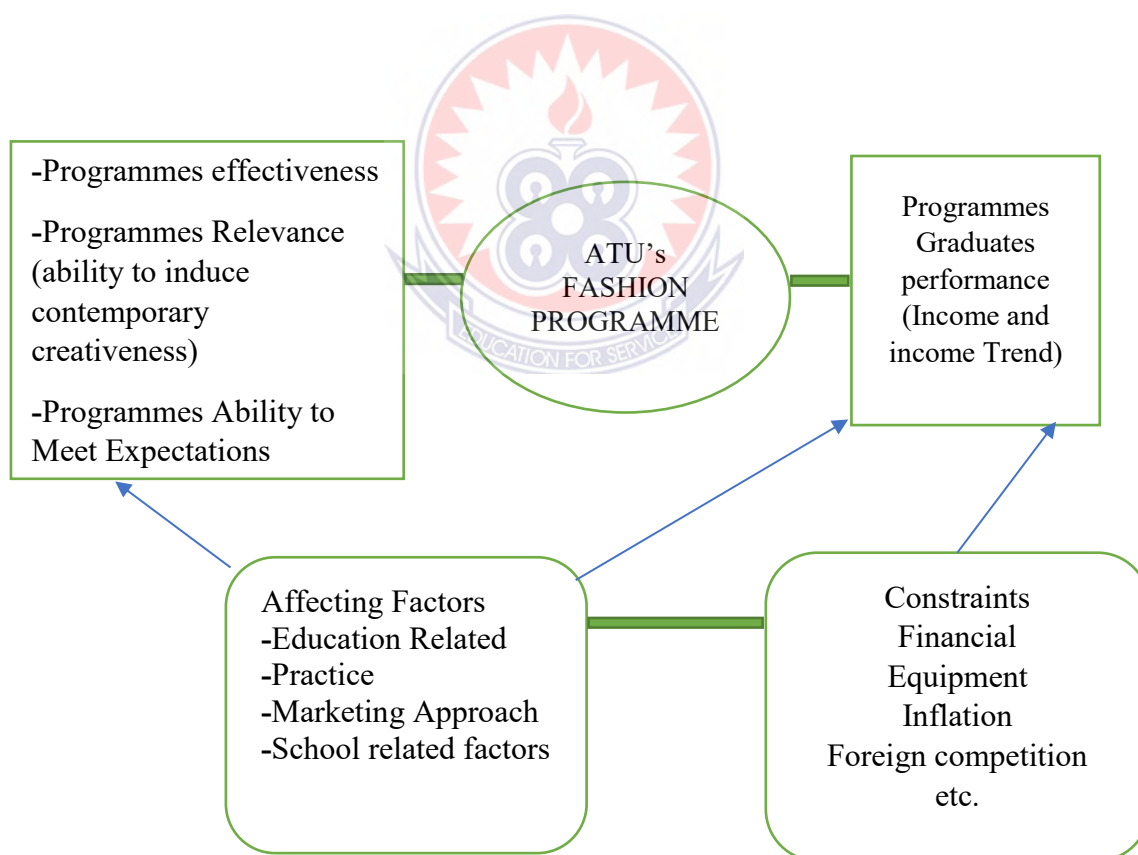 -Programmes effectiveness
-Programmes Relevance
(ability to induce
contemporary
creativeness)
-Programmes Ability to
Meet Expectations
ATU’s
FASHION
PROGRAMME
EDUCATION FOR SERVICE
Programmes
Graduates
performance
(Income and
income Trend)
Affecting Factors
-Education Related
-Practice
-Marketing Approach
-School related factors
Constraints
Financial
Equipment
Inflation
Foreign competition
etc.